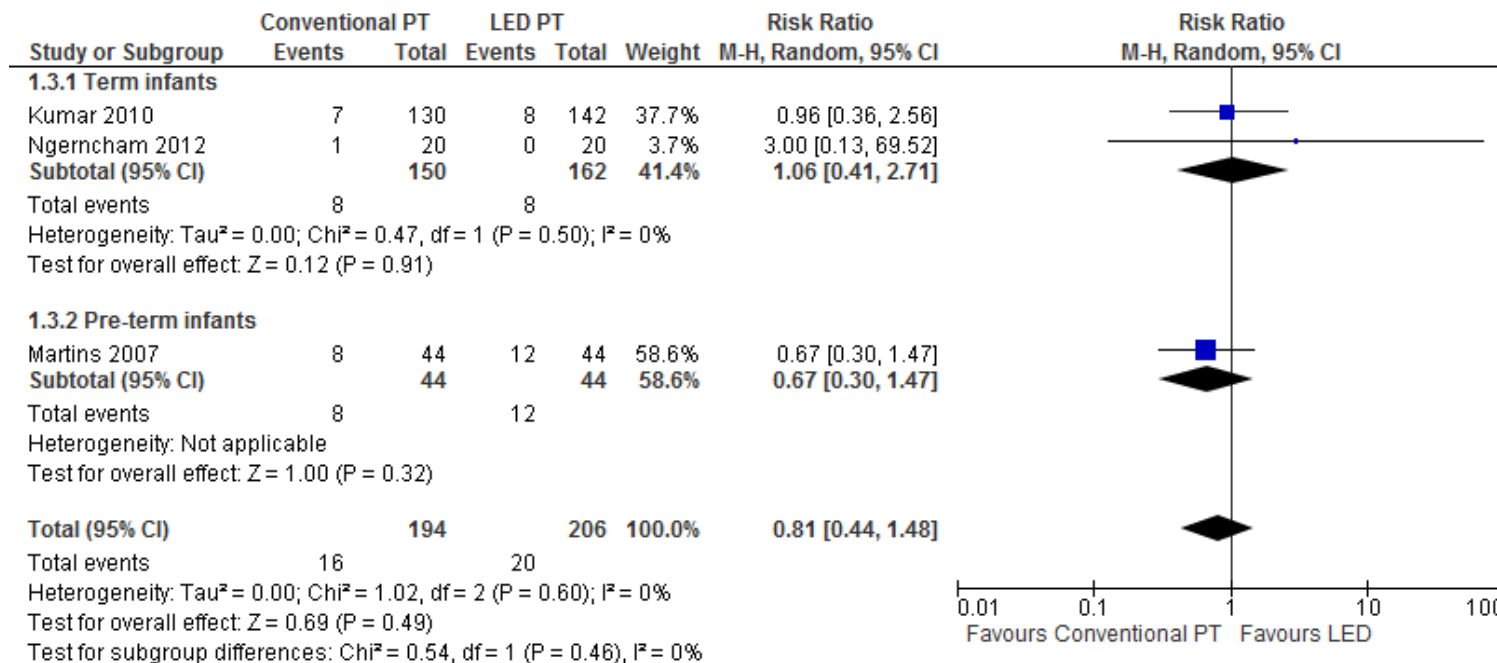 Conventional PT LED PT Risk Ratio Risk Ratio
Study or Subgroup Events Total Events Total Weight M-H, Random, 95% CI M-H, Random, 95% CI
1.3.1 Term infants
Kumar 2010 7 130 8 142 37.7% 0.96 [0.36, 2.56]
Ngerncham 2012 1 20 0 20 3.7% 3.00 [0.13, 69.52]
Subtotal (95% CI) 150 162 41.4% 1.06 [0.41, 2.71]
Total events 8 8
Heterogeneity: Tau² = 0.00; Chi² = 0.47, df = 1 (P = 0.50); I² = 0%
Test for overall effect: Z = 0.12 (P = 0.91)
1.3.2 Pre-term infants
Martins 2007 8 44 12 44 58.6% 0.67 [0.30, 1.47]
Subtotal (95% CI) 44 44 58.6% 0.67 [0.30, 1.47]
Total events 8 12
Heterogeneity: Not applicable
Test for overall effect: Z = 1.00 (P = 0.32)
Total (95% CI) 194 206 100.0% 0.81 [0.44, 1.48]
Total events 16 20
Heterogeneity: Tau² = 0.00; Chi² = 1.02, df = 2 (P = 0.60); I² = 0%
Test for overall effect: Z = 0.69 (P = 0.49)
Test for subgroup differences: Chi² = 0.54, df = 1 (P = 0.46), I² = 0%
0.01 0.1 1 10 100
Favours Conventional PT Favours LED